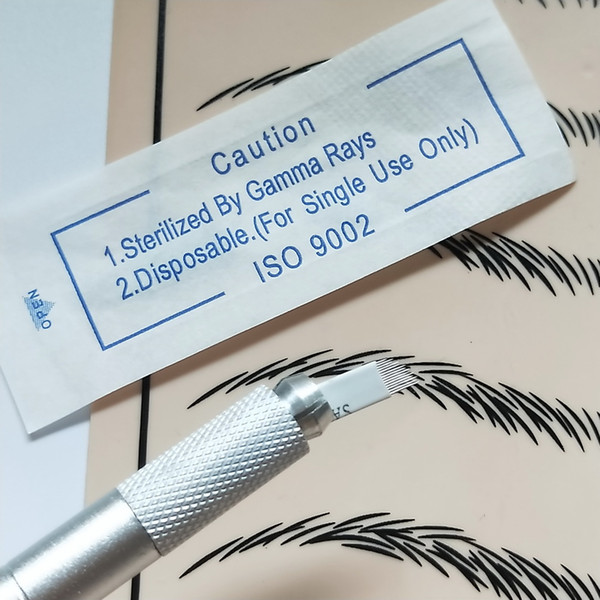 Caution
1.Sterilized By Gamma Rays
2.Disposable.(For Single Use Only)
ISO 9002
OPEN